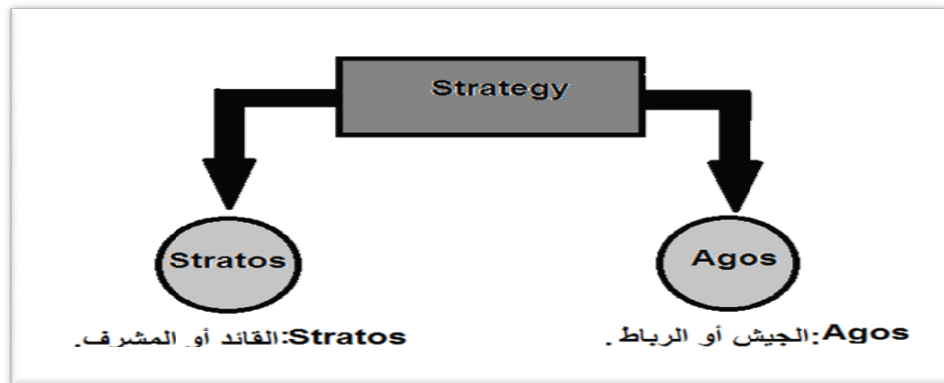 Strategy
Stratos
Agos
Stratos:القائد أو المشرف.
Agos:الجيش أو الرباط .